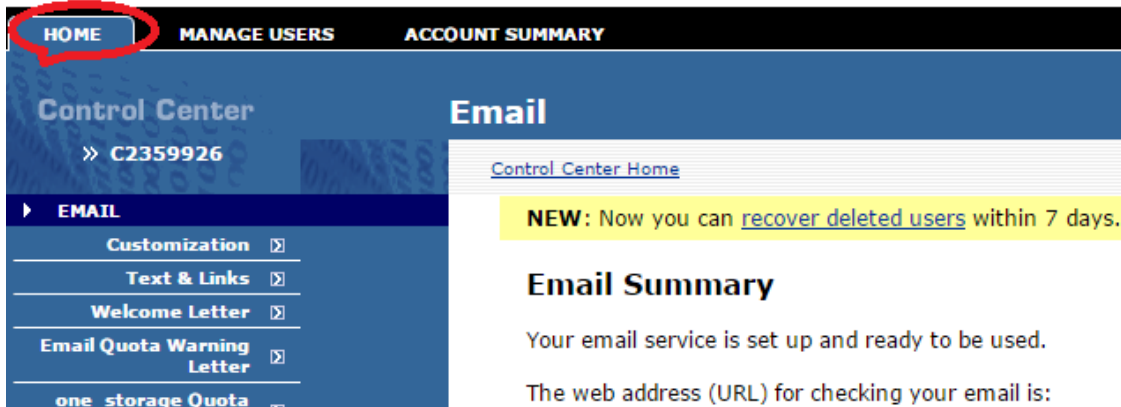 HOME MANAGE USERS ACCOUNT SUMMARY
Control Center
» C2359926
Email
Control Center Home
EMAIL
Customization
Text & Links
Welcome Letter
Email Quota Warning
Letter
one_storage Quota
NEW: Now you can recover deleted users within 7 days.
Email Summary
Your email service is set up and ready to be used.
The web address (URL) for checking your email is: